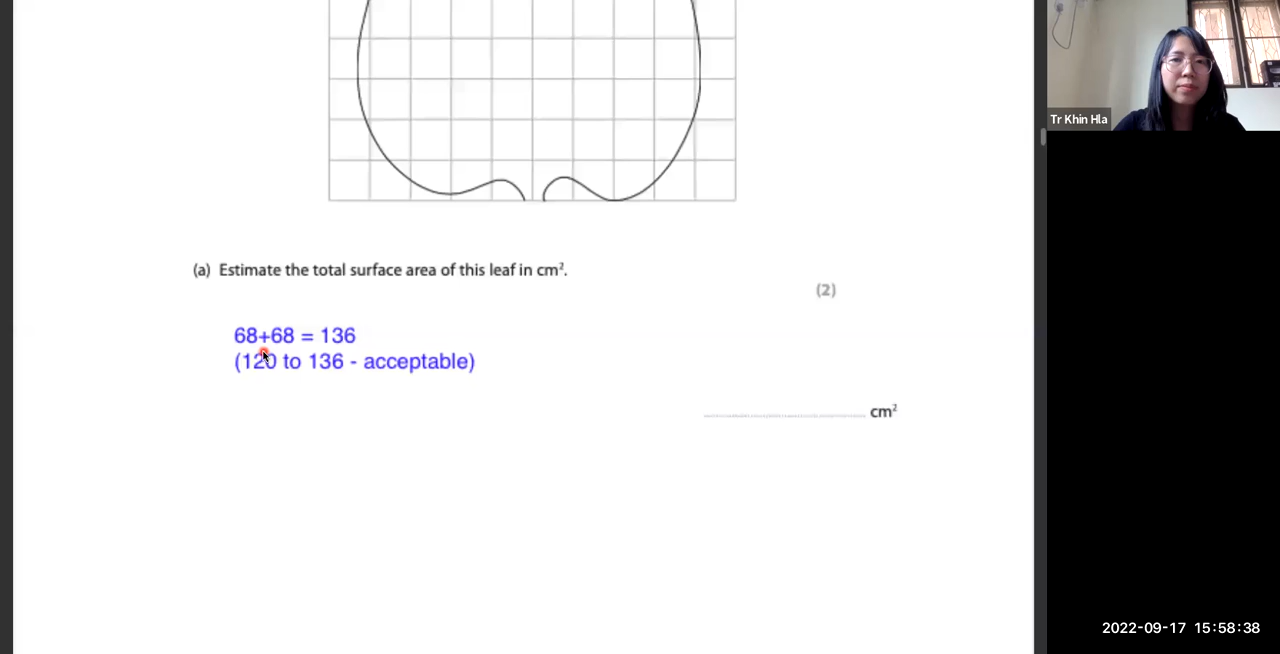 Tr Khin Hla
(a) Estimate the total surface area of this leaf in cm².
(2)
68+68 = 136
(120 to 136 - acceptable)
cm²
2022-09-17 15:58:38